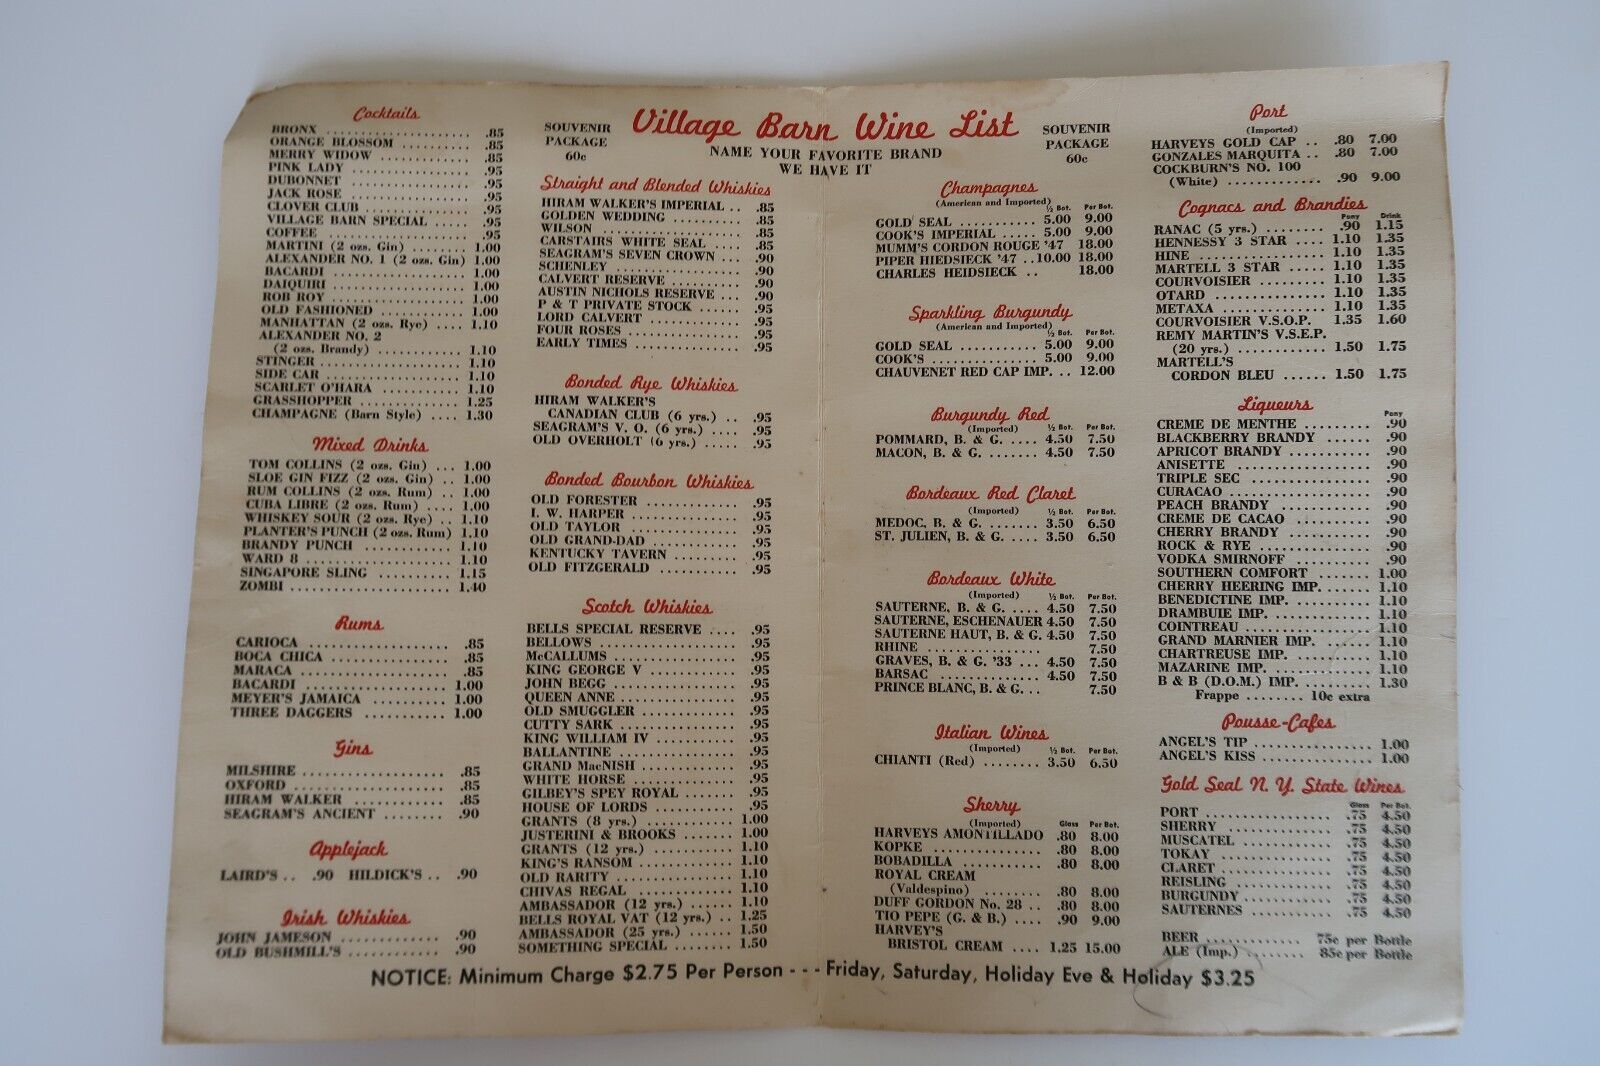 Cocktails
BRONX .................... .85
ORANGE BLOSSOM .......... .85
MERRY WIDOW ............. .85
PINK LADY ................ .95
DUBONNET ................ .95
JACK ROSE ................ .95
CLOVER CLUB .............. .95
VILLAGE BARN SPECIAL ..... .95
COFFEE ................... .95
MARTINI (2 ozs. Gin) ...... 1.00
ALEXANDER NO. 1 (2 ozs. Gin) 1.00
BACARDI .................. 1.00
DAIQUIRI ................. 1.00
ROB ROY .................. 1.00
OLD FASHIONED ............ 1.00
MANHATTAN (2 ozs. Rye) .... 1.10
ALEXANDER NO. 2
(2 ozs. Brandy) ............ 1.10
STINGER .................. 1.10
SIDE CAR ................. 1.10
SCARLET O'HARA ........... 1.10
GRASSHOPPER .............. 1.25
CHAMPAGNE (Barn Style) .... 1.30
Mixed Drinks
TOM COLLINS (2 ozs. Gin) ... 1.00
SLOE GIN FIZZ (2 ozs. Gin) .. 1.00
RUM COLLINS (2 ozs. Rum) .. 1.00
CUBA LIBRE (2 ozs. Rum) .... 1.00
WHISKEY SOUR (2 ozs. Rye) .. 1.10
PLANTER'S PUNCH (2 ozs. Rum) 1.10
BRANDY PUNCH ............ 1.10
WARD 8 ................... 1.10
SINGAPORE SLING .......... 1.15
ZOMBI .................... 1.40
Rums
CARIOCA .................. .85
BOCA CHICA ............... .85
MARACA .................. .85
BACARDI .................. 1.00
MEYER'S JAMAICA .......... 1.00
THREE DAGGERS ........... 1.00
Gins
MILSHIRE ................. .85
OXFORD .................. .85
HIRAM WALKER ............ .85
SEAGRAM'S ANCIENT ....... .90
Applejack
LAIRD'S .. .90 HILDICK'S .. .90
Irish Whiskies
JOHN JAMESON ............. .90
OLD BUSHMILL'S ............ .90
SOUVENIR
PACKAGE
60c
Village Barn Wine List
NAME YOUR FAVORITE BRAND
WE HAVE IT
SOUVENIR
PACKAGE
60c
Straight and Blended Whiskies
HIRAM WALKER'S IMPERIAL .. .85
GOLDEN WEDDING .......... .85
WILSON ................... .85
CARSTAIRS WHITE SEAL .... .85
SEAGRAM'S SEVEN CROWN ... .90
SCHENLEY ................. .90
CALVERT RESERVE .......... .90
AUSTIN NICHOLS RESERVE ... .90
P & T PRIVATE STOCK ...... .95
LORD CALVERT ............ .95
FOUR ROSES ............... .95
EARLY TIMES .............. .95
Bonded Rye Whiskies
HIRAM WALKER'S
CANADIAN CLUB (6 yrs.) .. .95
SEAGRAM'S V. O. (6 yrs.) ..... .95
OLD OVERHOLT (6 yrs.) ..... .95
Bonded Bourbon Whiskies
OLD FORESTER ............. .95
I. W. HARPER .............. .95
OLD TAYLOR ............... .95
OLD GRAND-DAD ........... .95
KENTUCKY TAVERN ......... .95
OLD FITZGERALD ........... .95
Scotch Whiskies
BELLS SPECIAL RESERVE .... .95
BELLOWS .................. .95
McCALLUMS ............... .95
KING GEORGE V ............ .95
JOHN BEGG ................ .95
QUEEN ANNE .............. .95
OLD SMUGGLER ............ .95
CUTTY SARK ............... .95
KING WILLIAM IV .......... .95
BALLANTINE ............... .95
GRAND MacNISH ........... .95
WHITE HORSE ............. .95
GILBEY'S SPEY ROYAL ...... .95
HOUSE OF LORDS ........... .95
GRANTS (8 yrs.) ............. 1.00
JUSTERINI & BROOKS ....... 1.00
GRANTS (12 yrs.) ............ 1.10
KING'S RANSOM ............ 1.10
OLD RARITY ............... 1.10
CHIVAS REGAL ............. 1.10
AMBASSADOR (12 yrs.) ...... 1.10
BELLS ROYAL VAT (12 yrs.) .. 1.25
AMBASSADOR (25 yrs.) ....... 1.50
SOMETHING SPECIAL ....... 1.50
Champagnes
(American and Imported) ½ Bot. Per Bot.
GOLD SEAL ............ 5.00 9.00
COOK'S IMPERIAL ....... 5.00 9.00
MUMM'S CORDON ROUGE '47 18.00
PIPER HIEDSIECK '47 ..10.00 18.00
CHARLES HEIDSIECK .. 18.00
Sparkling Burgundy
(American and Imported) ½ Bot. Per Bot.
GOLD SEAL ............ 5.00 9.00
COOK'S ................ 5.00 9.00
CHAUVENET RED CAP IMP. .. 12.00
Burgundy Red
(Imported) ½ Bot. Per Bot.
POMMARD, B. & G. .... 4.50 7.50
MACON, B. & G. ........ 4.50 7.50
Bordeaux Red Claret
(Imported) ½ Bot. Per Bot.
MEDOC, B. & G. ....... 3.50 6.50
ST. JULIEN, B. & G. .... 3.50 6.50
Bordeaux White
(Imported) ½ Bot. Per Bot.
SAUTERNE, B. & G. .... 4.50 7.50
SAUTERNE, ESCHENAUER 4.50 7.50
SAUTERNE HAUT, B. & G. 4.50 7.50
RHINE ............... 7.50
GRAVES, B. & G. '33 ... 4.50 7.50
BARSAC ............... 4.50 7.50
PRINCE BLANC, B. & G. .. 7.50
Italian Wines
(Imported) ½ Bot. Per Bot.
CHIANTI (Red) ......... 3.50 6.50
Sherry
(Imported) Glass Per Bot.
HARVEYS AMONTILLADO .80 8.00
KOPKE ................ .80 8.00
BOBADILLA ............ .80 8.00
ROYAL CREAM
(Valdespino) ........ .80 8.00
DUFF GORDON No. 28 .. .80 8.00
TIO PEPE (G. & B.) .... .90 9.00
HARVEY'S
BRISTOL CREAM .... 1.25 15.00
Port
(Imported)
HARVEYS GOLD CAP .. .80 7.00
GONZALES MARQUITA .. .80 7.00
COCKBURN'S NO. 100
(White) ............. .90 9.00
Cognacs and Brandies
Pony Drink
RANAC (5 yrs.) ........ .90 1.15
HENNESSY 3 STAR .... 1.10 1.35
HINE ................. 1.10 1.35
MARTELL 3 STAR ..... 1.10 1.35
COURVOISIER ......... 1.10 1.35
OTARD ............... 1.10 1.35
METAXA .............. 1.10 1.35
COURVOISIER V.S.O.P. 1.35 1.60
REMY MARTIN'S V.S.E.P.
(20 yrs.) ............ 1.50 1.75
MARTELL'S
CORDON BLEU ...... 1.50 1.75
Liqueurs
Pony
CREME DE MENTHE ........ .90
BLACKBERRY BRANDY ...... .90
APRICOT BRANDY .......... .90
ANISETTE ................. .90
TRIPLE SEC ................ .90
CURACAO ................. .90
PEACH BRANDY ............ .90
CREME DE CACAO .......... .90
CHERRY BRANDY ........... .90
ROCK & RYE ............... .90
VODKA SMIRNOFF .......... .90
SOUTHERN COMFORT ....... 1.00
CHERRY HEERING IMP. ..... 1.10
BENEDICTINE IMP. ......... 1.10
DRAMBUIE IMP. ............ 1.10
COINTREAU ............... 1.10
GRAND MARNIER IMP. ...... 1.10
CHARTREUSE IMP. ......... 1.10
MAZARINE IMP. ............ 1.10
B & B (D.O.M.) IMP. ......... 1.30
Frappe ........ 10c extra
Pousse-Cafes
ANGEL'S TIP ............... 1.00
ANGEL'S KISS .............. 1.00
Gold Seal N. Y. State Wines
Glass Per Bot.
PORT ................. .75 4.50
SHERRY .............. .75 4.50
MUSCATEL ............ .75 4.50
TOKAY ............... .75 4.50
CLARET .............. .75 4.50
REISLING ............. .75 4.50
BURGUNDY ........... .75 4.50
SAUTERNES .......... .75 4.50
BEER ............ 75c per Bottle
ALE (Imp.) ........ 85c per Bottle
NOTICE: Minimum Charge $2.75 Per Person - - - Friday, Saturday, Holiday Eve & Holiday $3.25